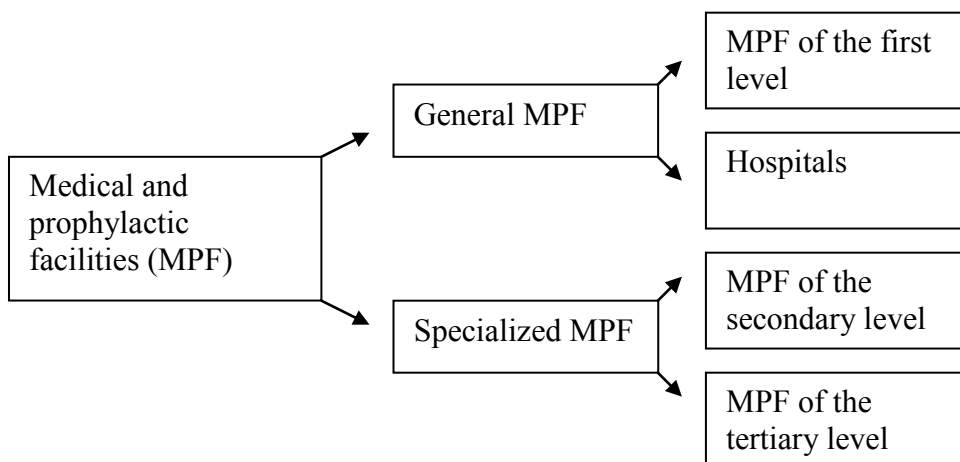 Medical and
prophylactic
facilities (MPF)
General MPF
Specialized MPF
MPF of the first
level
Hospitals
MPF of the
secondary level
MPF of the
tertiary level